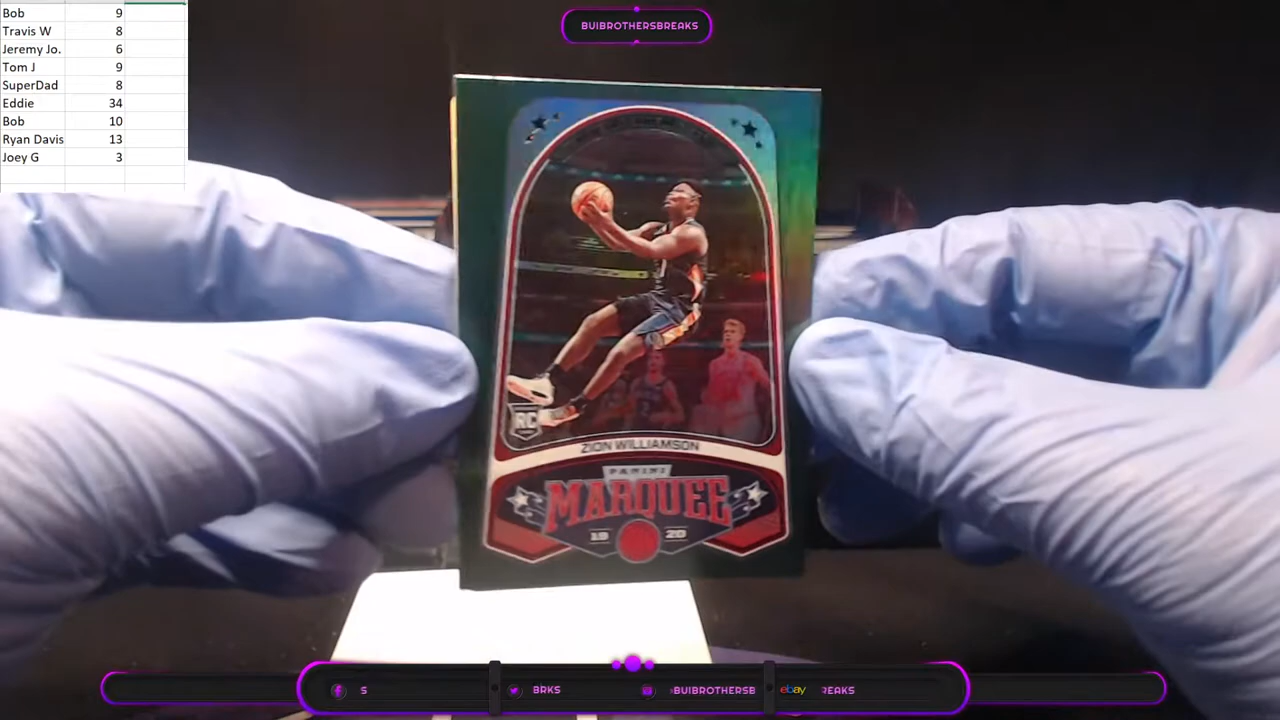 Bob 9
Travis W 8
Jeremy Jo. 6
Tom J 9
SuperDad 8
Eddie 34
Bob 10
Ryan Davis 13
Joey G 3
BUIBROTHERSBREAKS
RC
ZION WILLIAMSON
PANINI
MARQUEE
19 20
S BRKS BUIBROTHERSB ebay REAKS